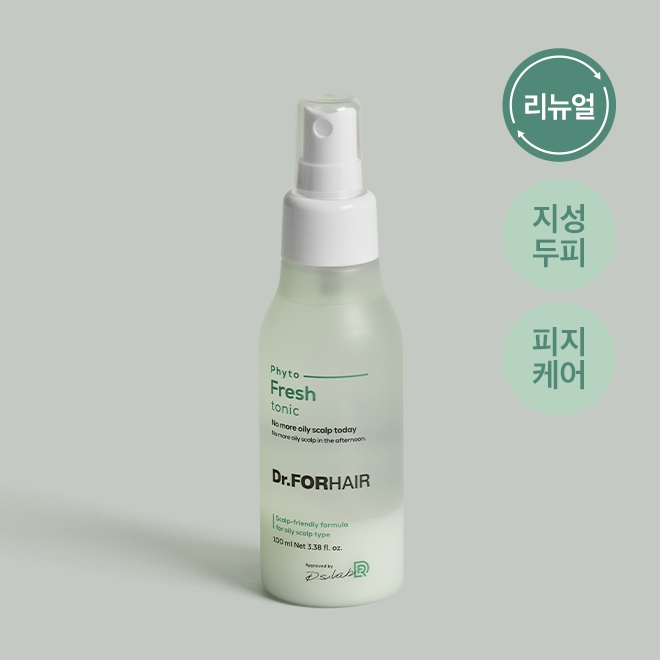 리뉴얼
지성
두피
피지
케어
Phyto
Fresh
tonic
No more oily scalp today
No more oily scalp in the afternoon.
Dr.FORHAIR
Scalp-friendly formula
for oily scalp type
100 ml Net 3.38 fl. oz.
Approved by